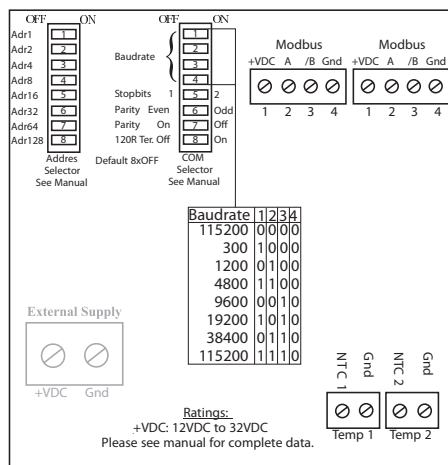 OFF ON
Adr1 1
Adr2 2
Adr4 3
Adr8 4
Adr16 5
Adr32 6
Adr64 7
Adr128 8
Addres
Selector
See Manual
OFF ON
Baudrate
1
2
3
4
Stopbits 1 5 2
Parity Even 6 Odd
Parity On 7 Off
120R Ter. Off 8 On
Default 8xOFF
COM
Selector
See Manual
Modbus
+VDC A /B Gnd
1 2 3 4
Modbus
+VDC A /B Gnd
1 2 3 4
Baudrate 1 2 3 4
115200 0 0 0 0
300 1 0 0 0
1200 0 1 0 0
4800 1 1 0 0
9600 0 0 1 0
19200 1 0 1 0
38400 0 1 1 0
115200 1 1 1 0
External Supply
+VDC Gnd
Ratings:
+VDC: 12VDC to 32VDC
Please see manual for complete data.
NTC 1 Gnd
Temp 1
NTC 2 Gnd
Temp 2